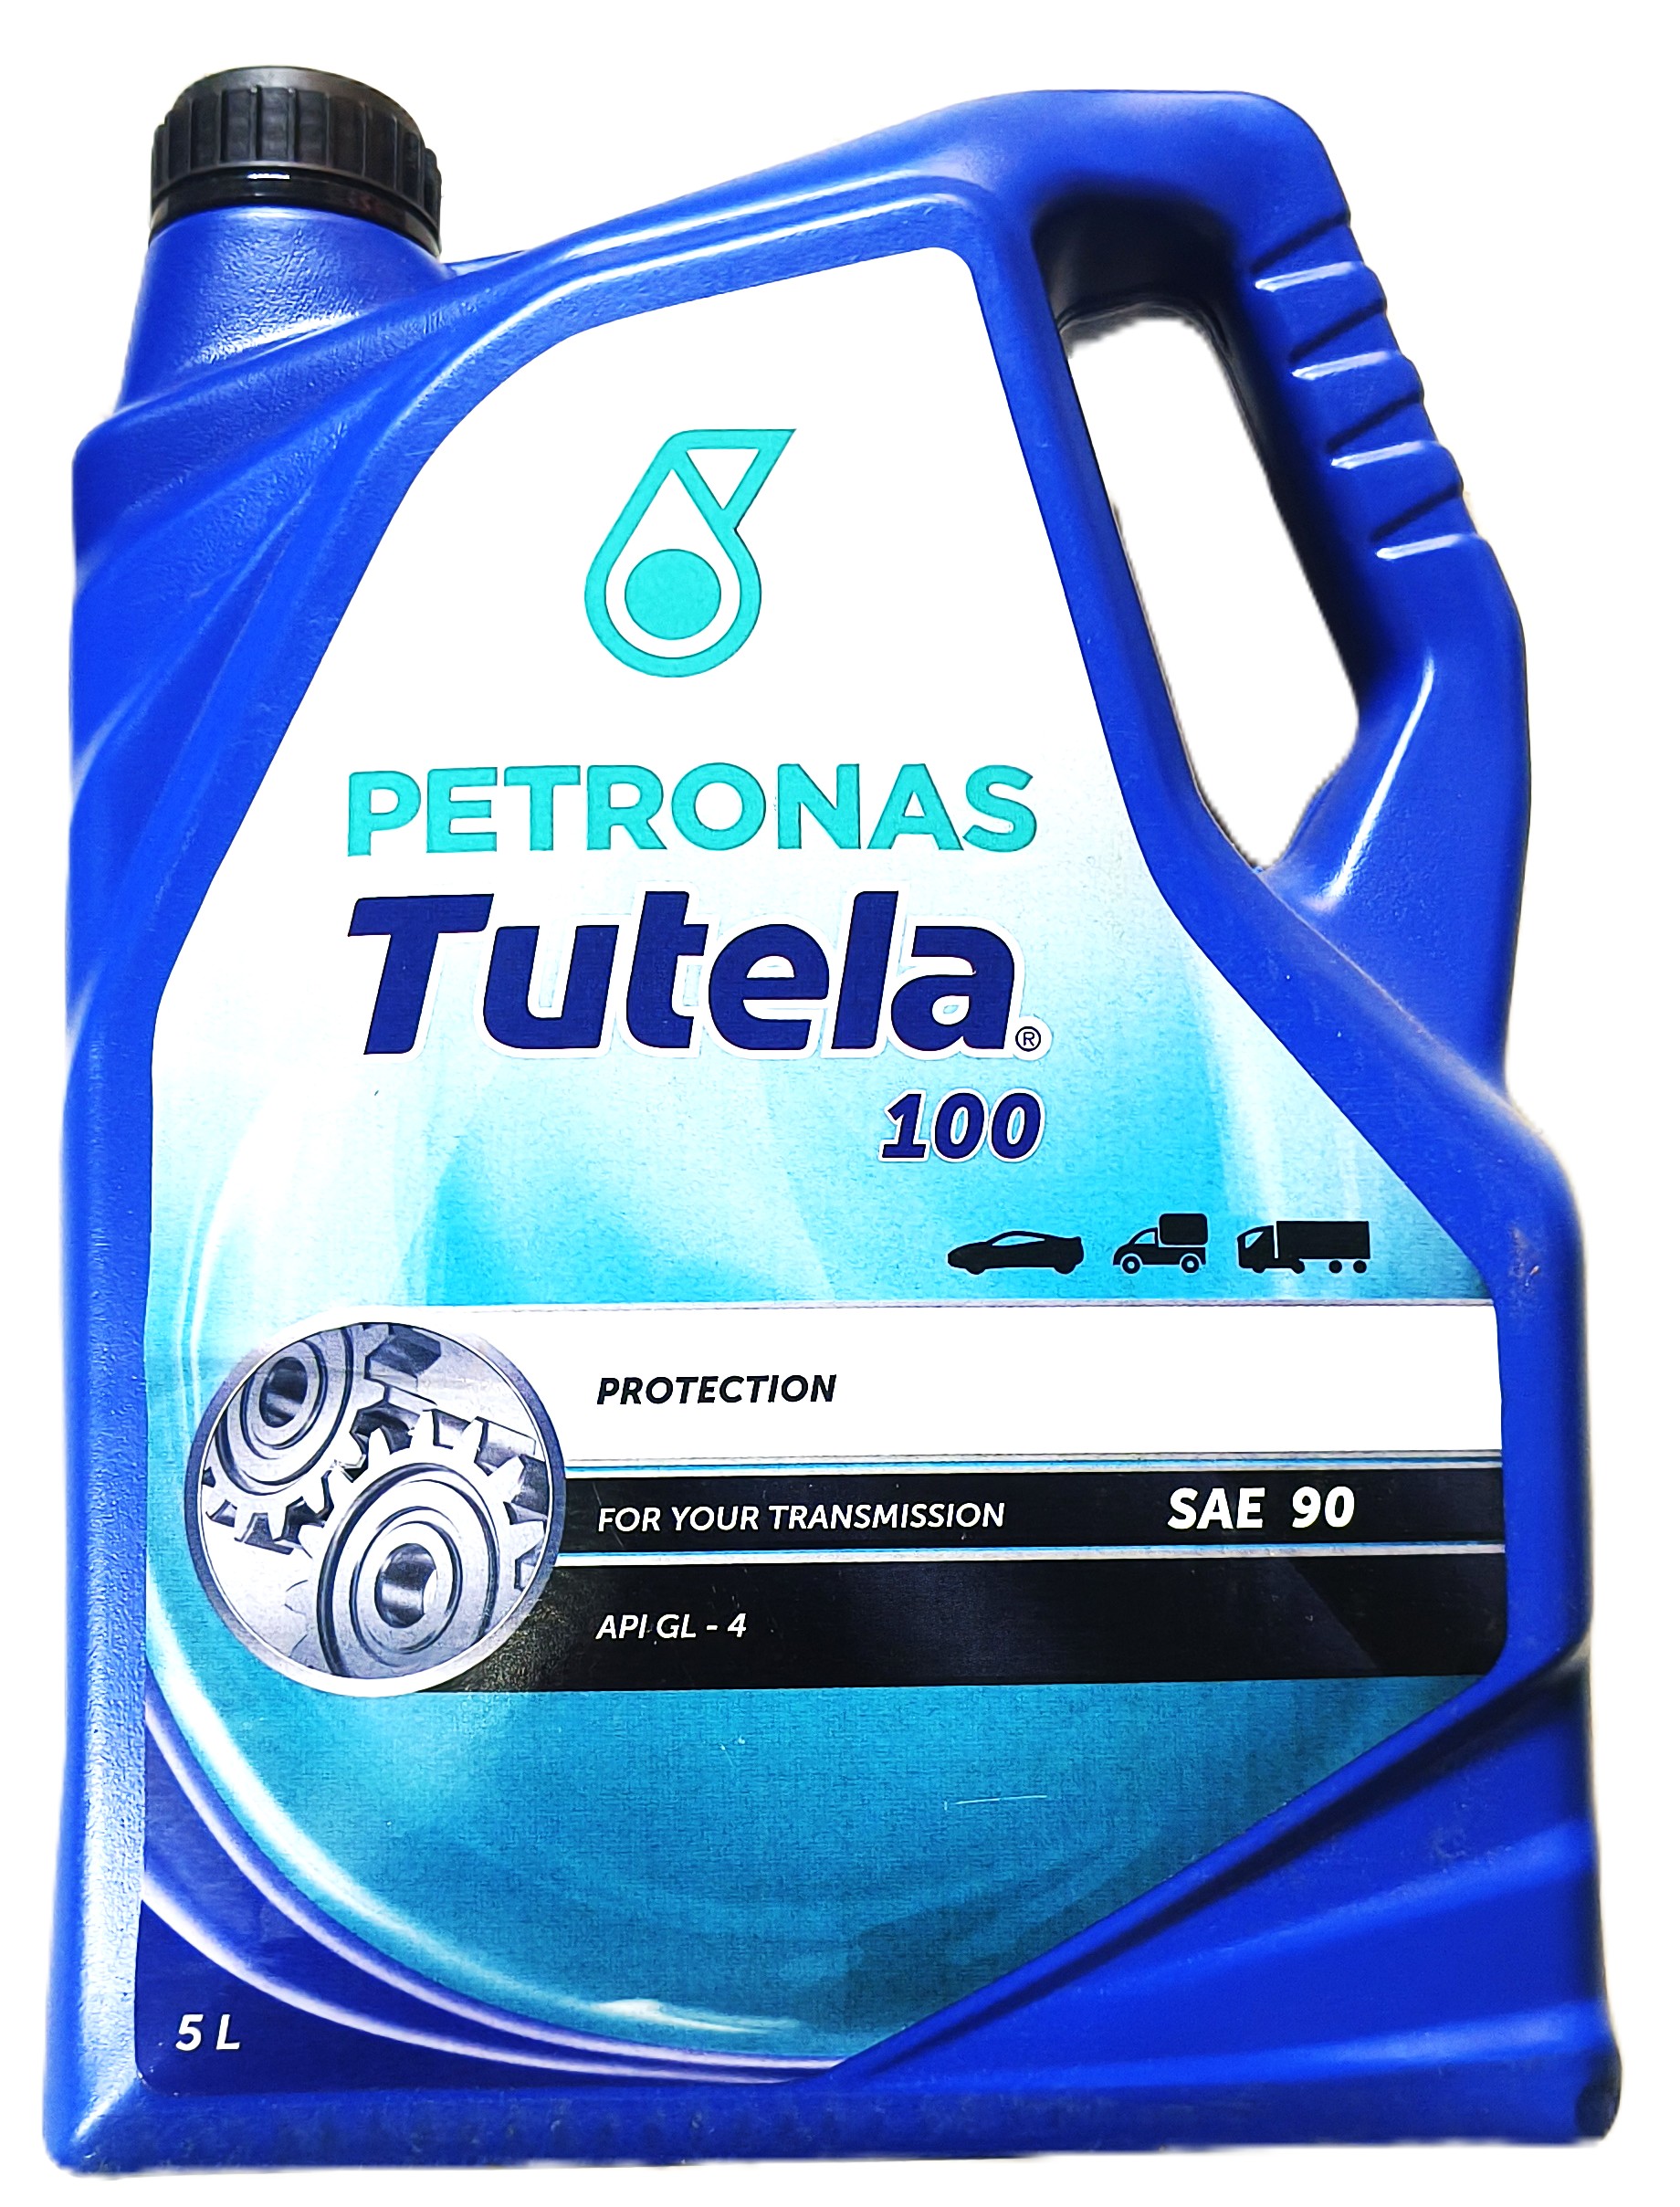 PETRONAS
Tutela®
100
PROTECTION
FOR YOUR TRANSMISSION SAE 90
API GL - 4
5 L